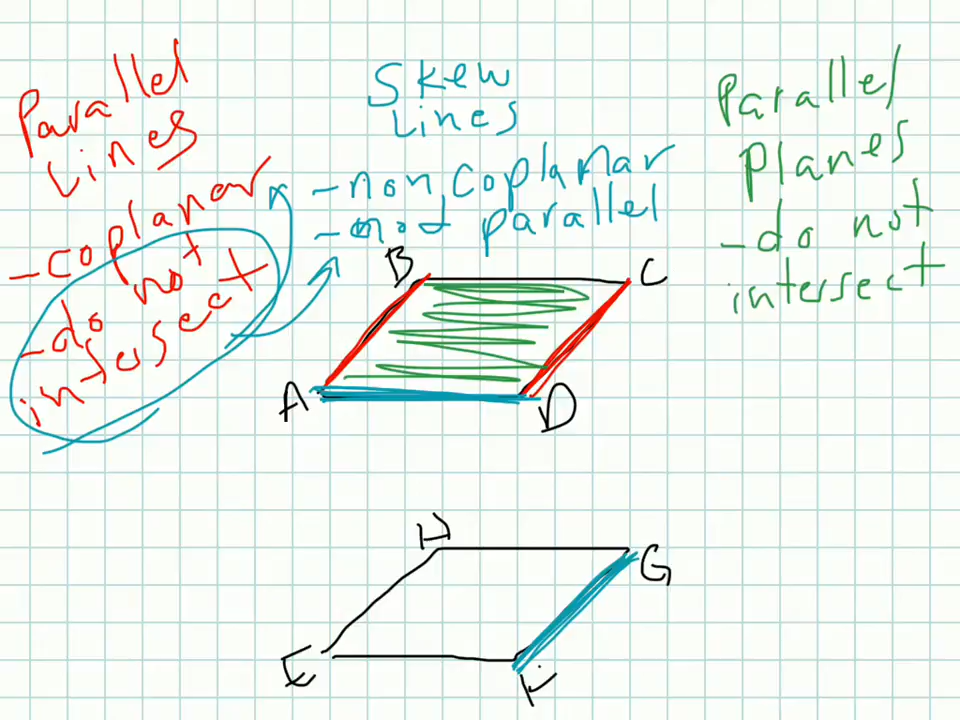 Parallel
Lines
-coplanar
-do not
intersect
Skew
Lines
-non coplanar
-not parallel
Parallel
Planes
-do not
intersect
B
C
A
D
H
G
E
F